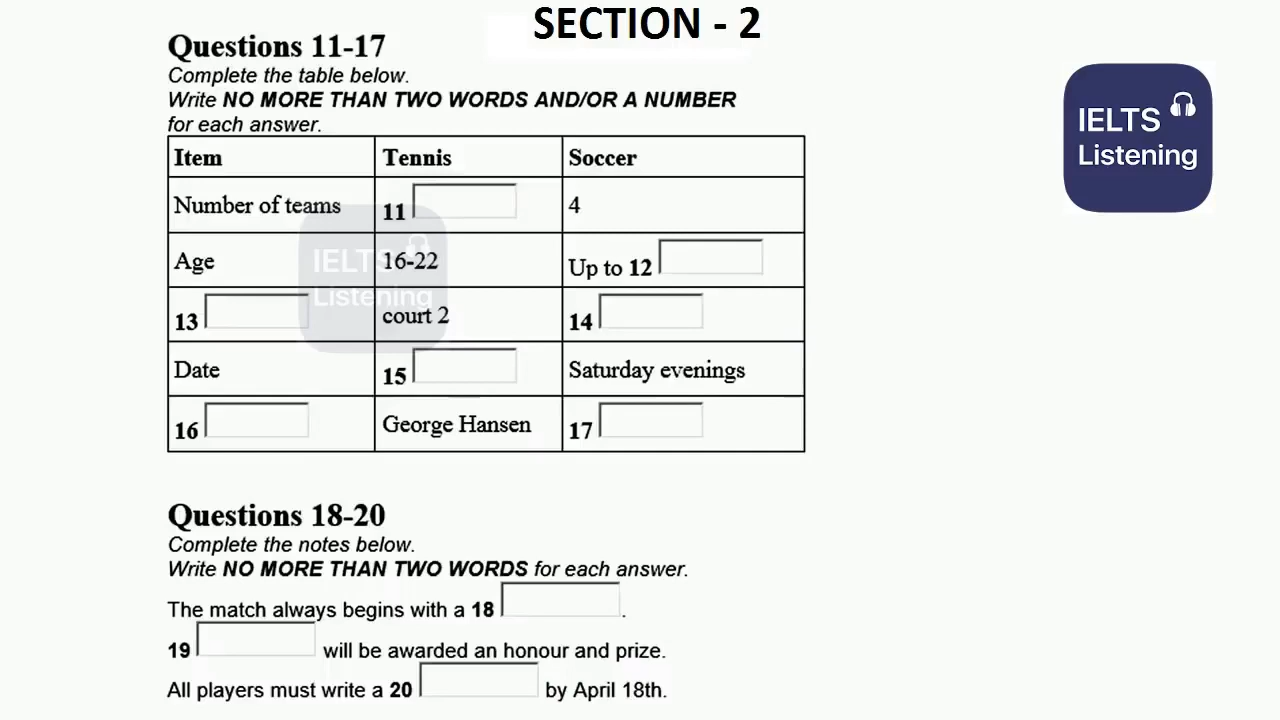 SECTION - 2
Questions 11-17
Complete the table below.
Write NO MORE THAN TWO WORDS AND/OR A NUMBER
for each answer.
IELTS
Listening
Item Tennis Soccer
Number of teams 11 4
Age 16-22 Up to 12
13 court 2 14
Date 15 Saturday evenings
16 George Hansen 17
IELTS
Listening
Questions 18-20
Complete the notes below.
Write NO MORE THAN TWO WORDS for each answer.
The match always begins with a 18 .
19 will be awarded an honour and prize.
All players must write a 20 by April 18th.